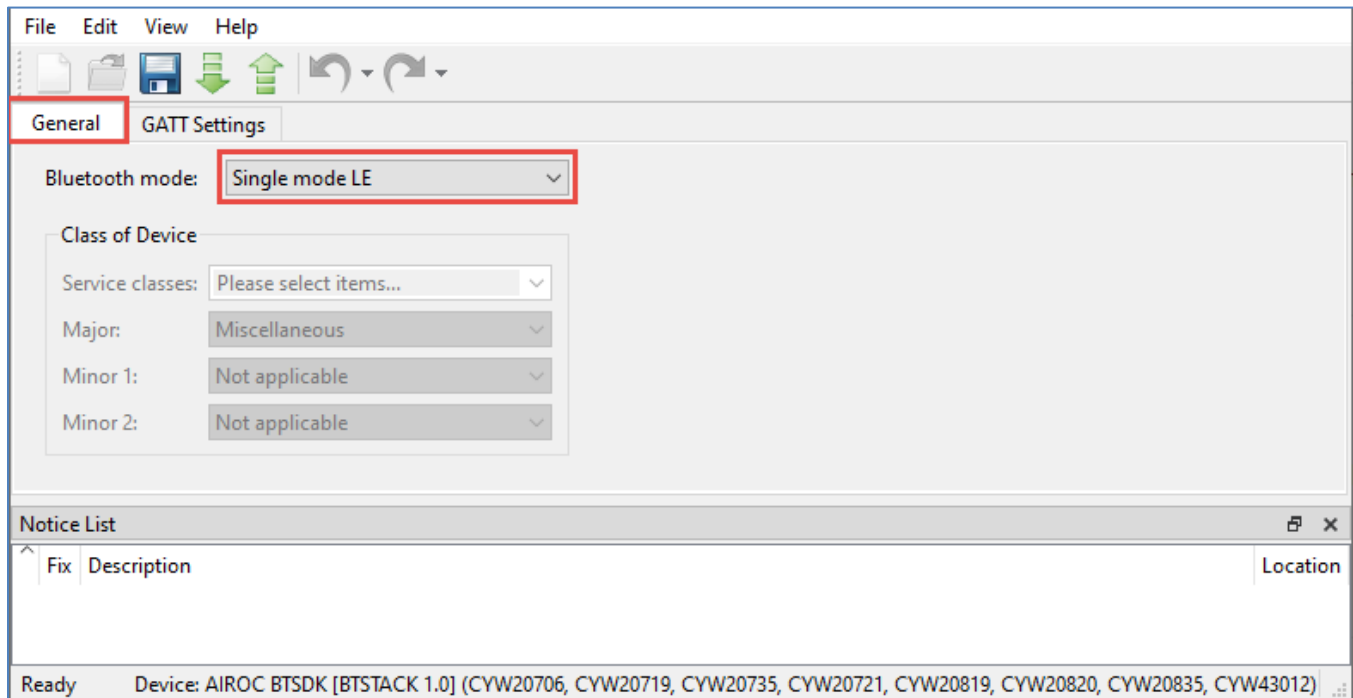 File Edit View Help
General GATT Settings
Bluetooth mode: Single mode LE
Class of Device
Service classes: Please select items...
Major: Miscellaneous
Minor 1: Not applicable
Minor 2: Not applicable
Notice List
Fix Description Location
Ready Device: AIROC BTSDK [BTSTACK 1.0] (CYW20706, CYW20719, CYW20735, CYW20721, CYW20819, CYW20820, CYW20835, CYW43012)